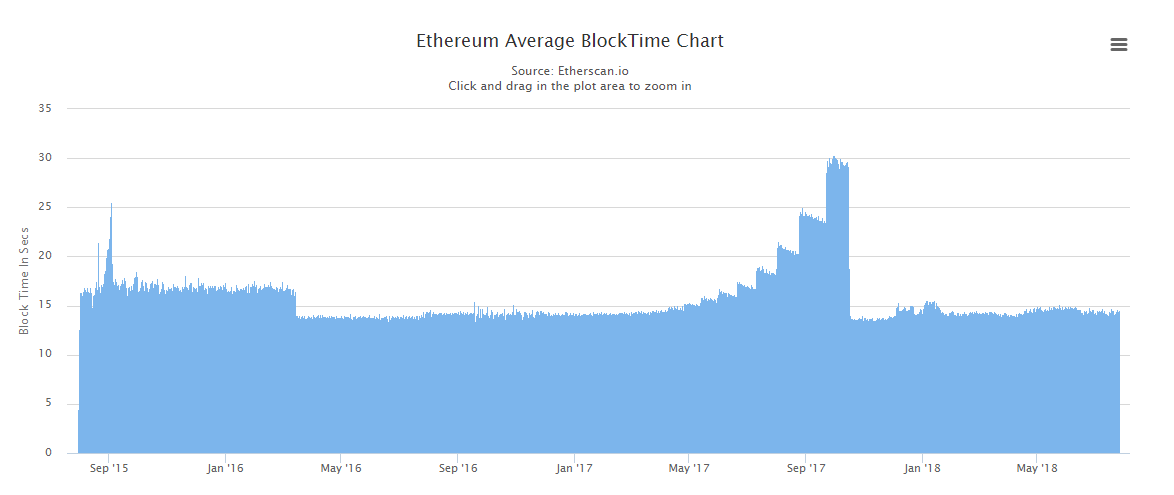 Ethereum Average BlockTime Chart
Source: Etherscan.io
Click and drag in the plot area to zoom in
Block Time In Secs
35
30
25
20
15
10
5
0
Sep '15 Jan '16 May '16 Sep '16 Jan '17 May '17 Sep '17 Jan '18 May '18